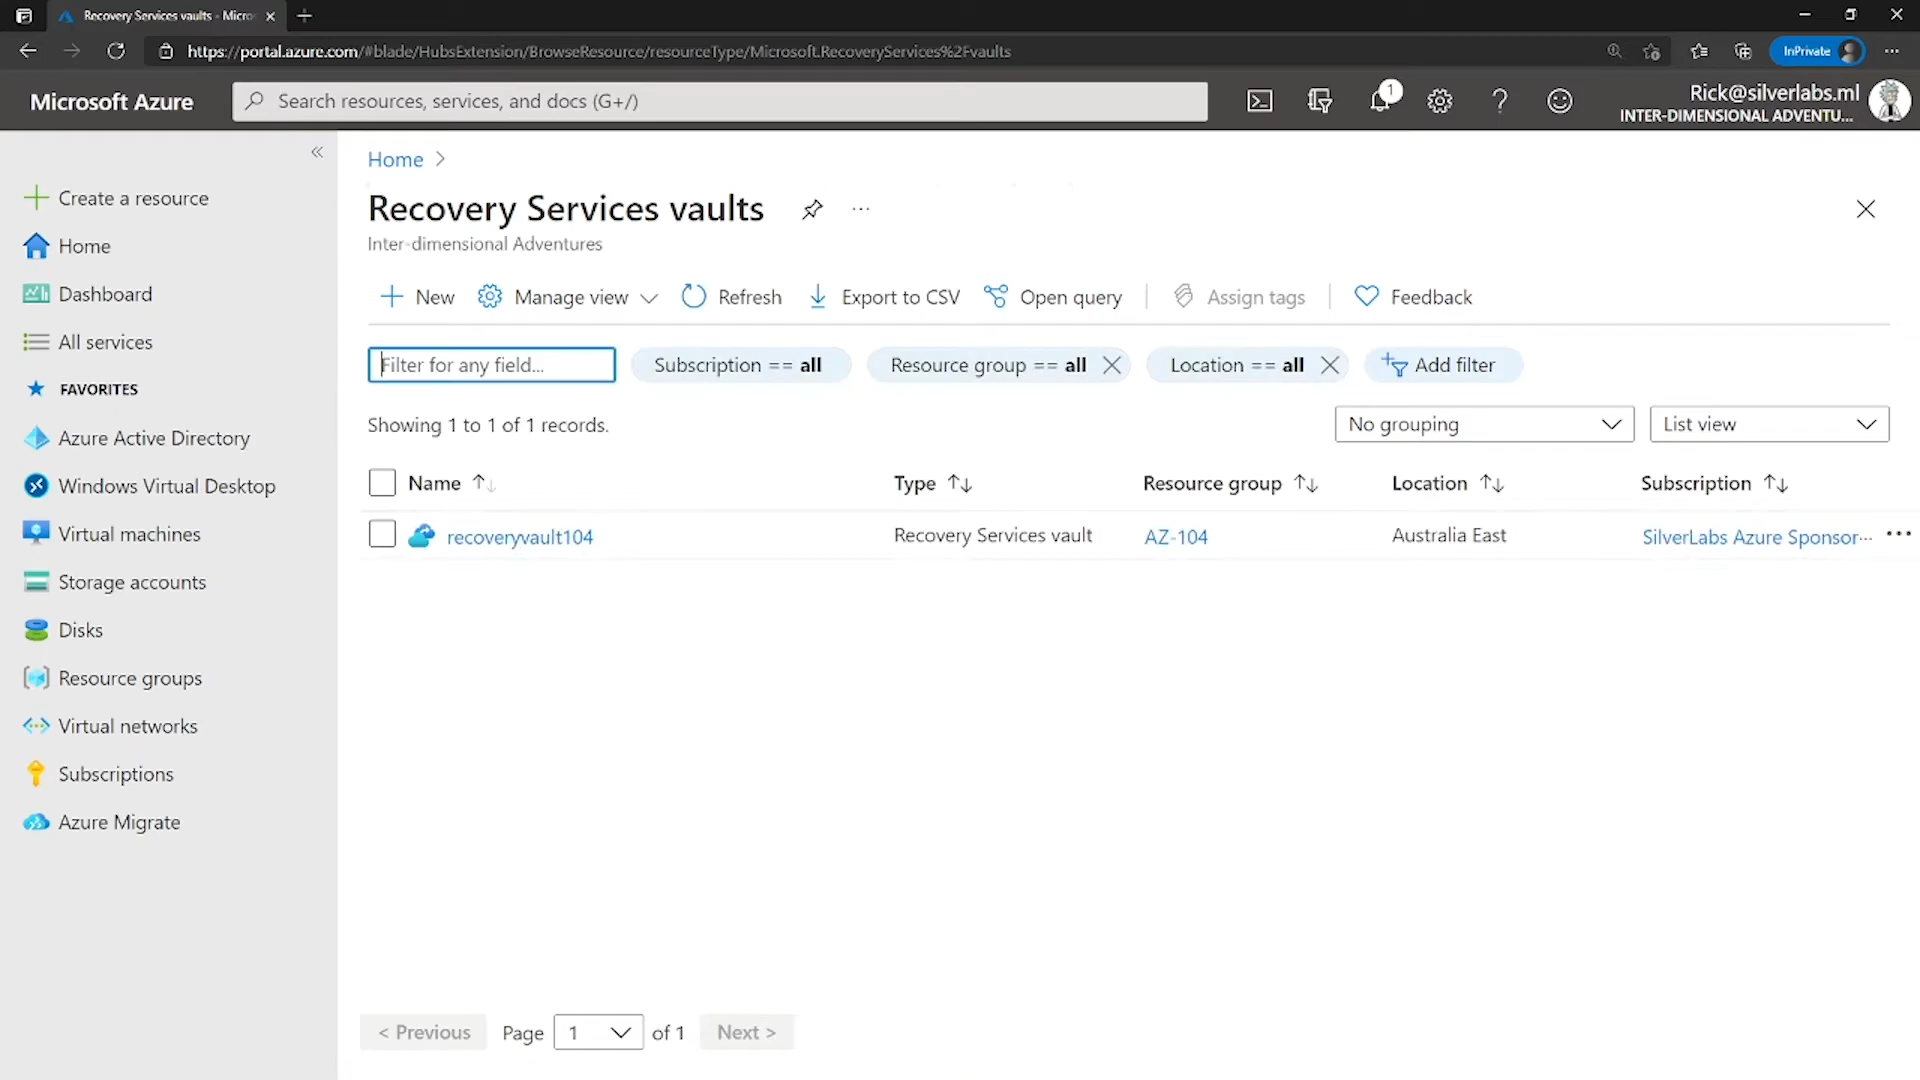 Recovery Services vaults - Micro
https://portal.azure.com/#blade/HubsExtension/BrowseResource/resourceType/Microsoft.RecoveryServices%2Fvaults
InPrivate
Microsoft Azure
Search resources, services, and docs (G+/)
1
Rick@silverlabs.ml
INTER-DIMENSIONAL ADVENTU...
Create a resource
Home
Dashboard
All services
FAVORITES
Azure Active Directory
Windows Virtual Desktop
Virtual machines
Storage accounts
Disks
Resource groups
Virtual networks
Subscriptions
Azure Migrate
Home >
Recovery Services vaults
...
Inter-dimensional Adventures
New
Manage view
Refresh
Export to CSV
Open query
Assign tags
Feedback
Filter for any field...
Subscription == all
Resource group == all
Location == all
Add filter
Showing 1 to 1 of 1 records.
No grouping
List view
Name
Type
Resource group
Location
Subscription
recoveryvault104
Recovery Services vault
AZ-104
Australia East
SilverLabs Azure Sponsor...
< Previous
Page 1 of 1
Next >